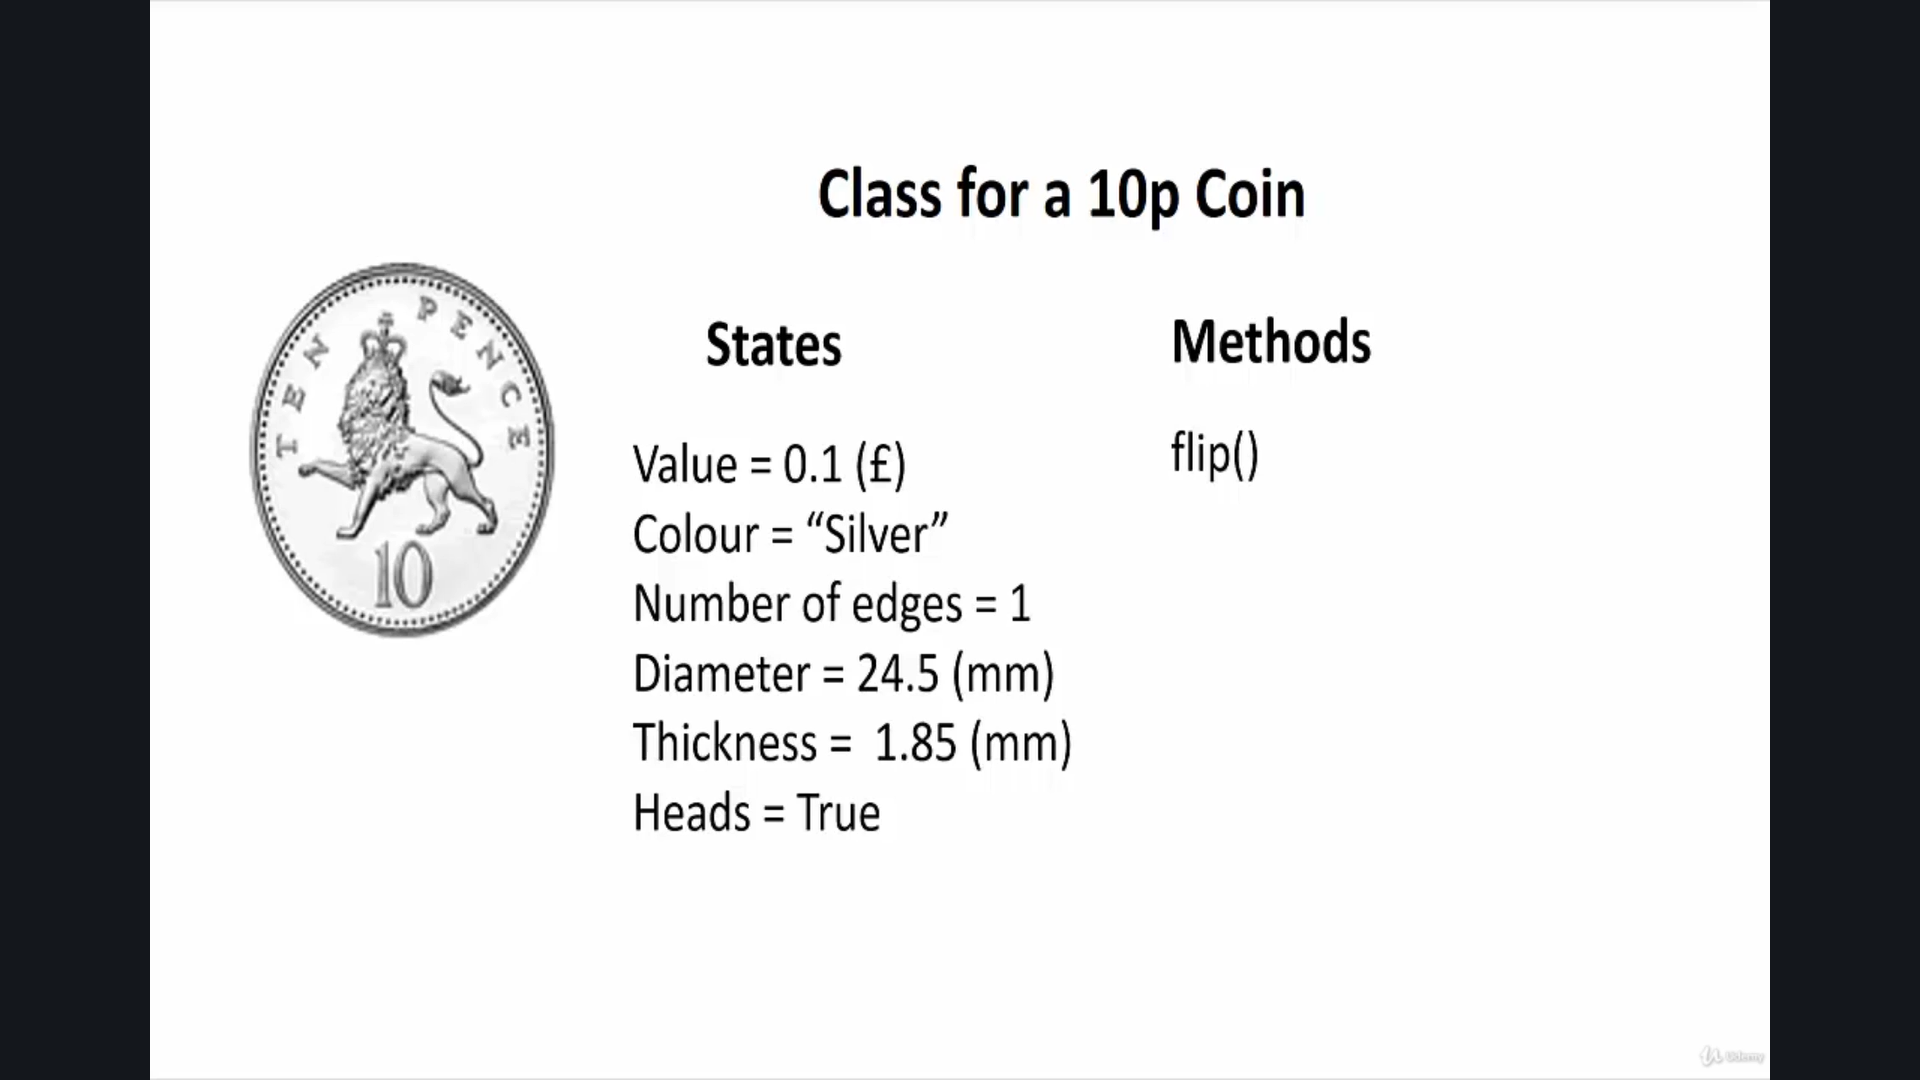 Class for a 10p Coin
TEN PENCE
10
States
Value = 0.1 (£)
Colour = “Silver”
Number of edges = 1
Diameter = 24.5 (mm)
Thickness =  1.85 (mm)
Heads = True
Methods
flip()
Udemy